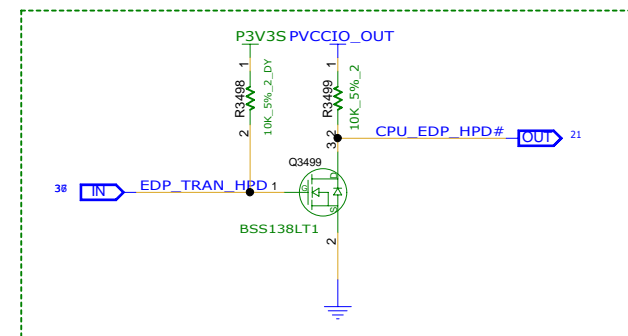 P3V3S PVCCIO_OUT
1 1
R3498 10K_5%_2_DY
R3499 10K_5%_2
2 2
3
CPU_EDP_HPD# OUT 21
Q3499
IN EDP_TRAN_HPD 1
G D S
BSS138LT1
2